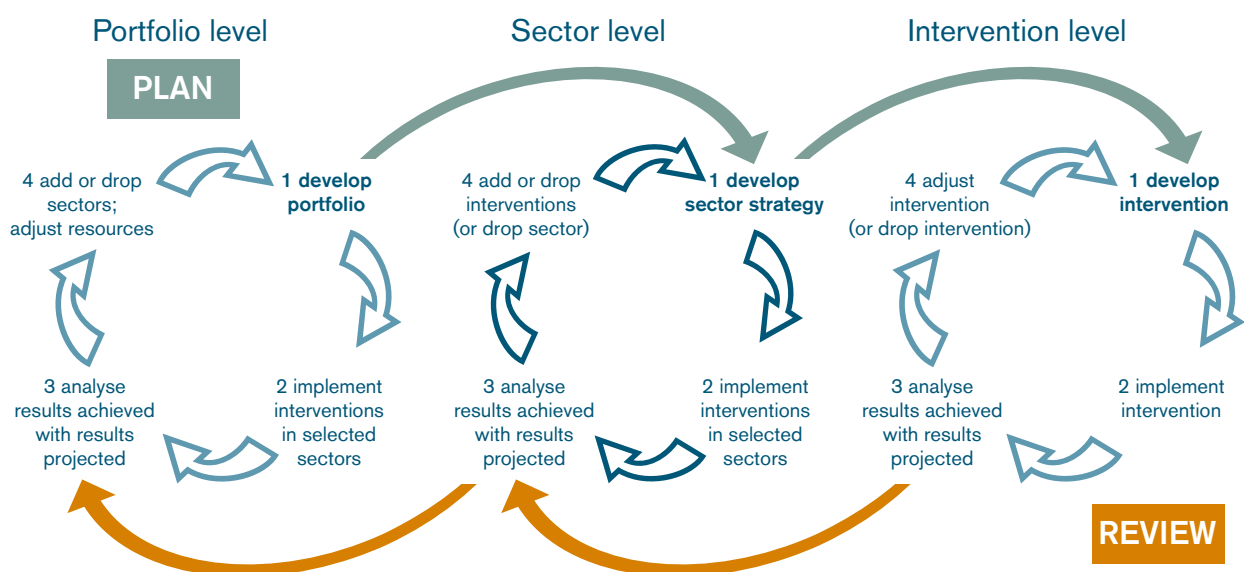 Portfolio level
Sector level
Intervention level
PLAN
4 add or drop
sectors;
adjust resources
1 develop
portfolio
2 implement
interventions
in selected
sectors
3 analyse
results achieved
with results
projected
4 add or drop
interventions
(or drop sector)
1 develop
sector strategy
2 implement
interventions
in selected
sectors
3 analyse
results achieved
with results
projected
4 adjust
intervention
(or drop intervention)
1 develop
intervention
2 implement
intervention
3 analyse
results achieved
with results
projected
REVIEW